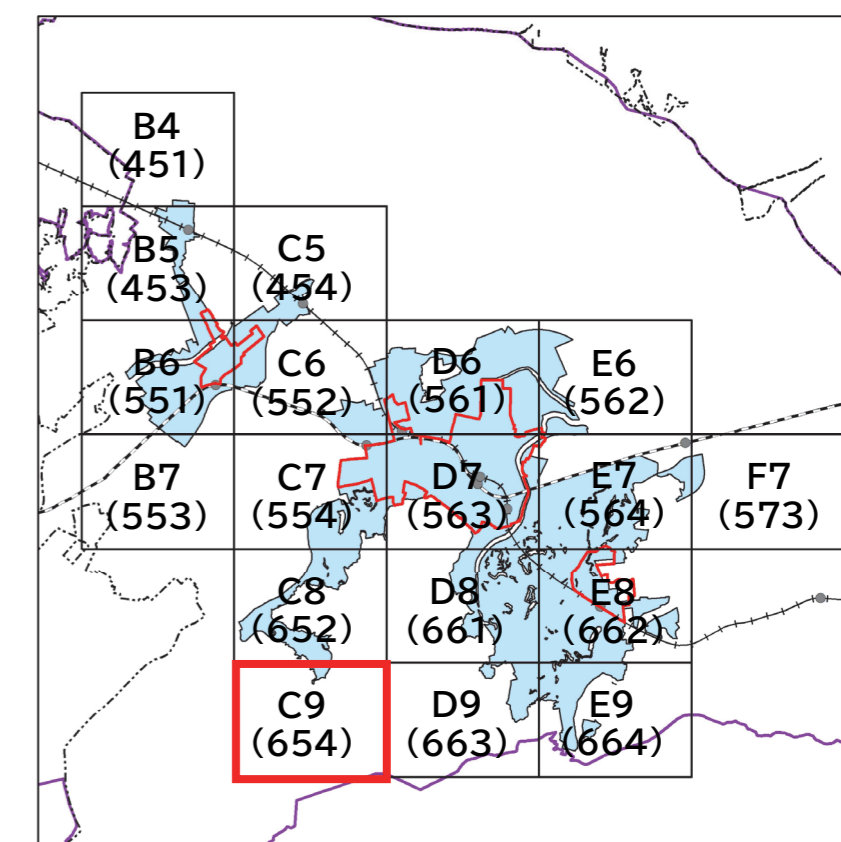 B4
(451)
B5
(453)
C5
(454)
B6
(551)
C6
(552)
D6
(561)
E6
(562)
B7
(553)
C7
(554)
D7
(563)
E7
(564)
F7
(573)
C8
(652)
D8
(661)
E8
(662)
C9
(654)
D9
(663)
E9
(664)